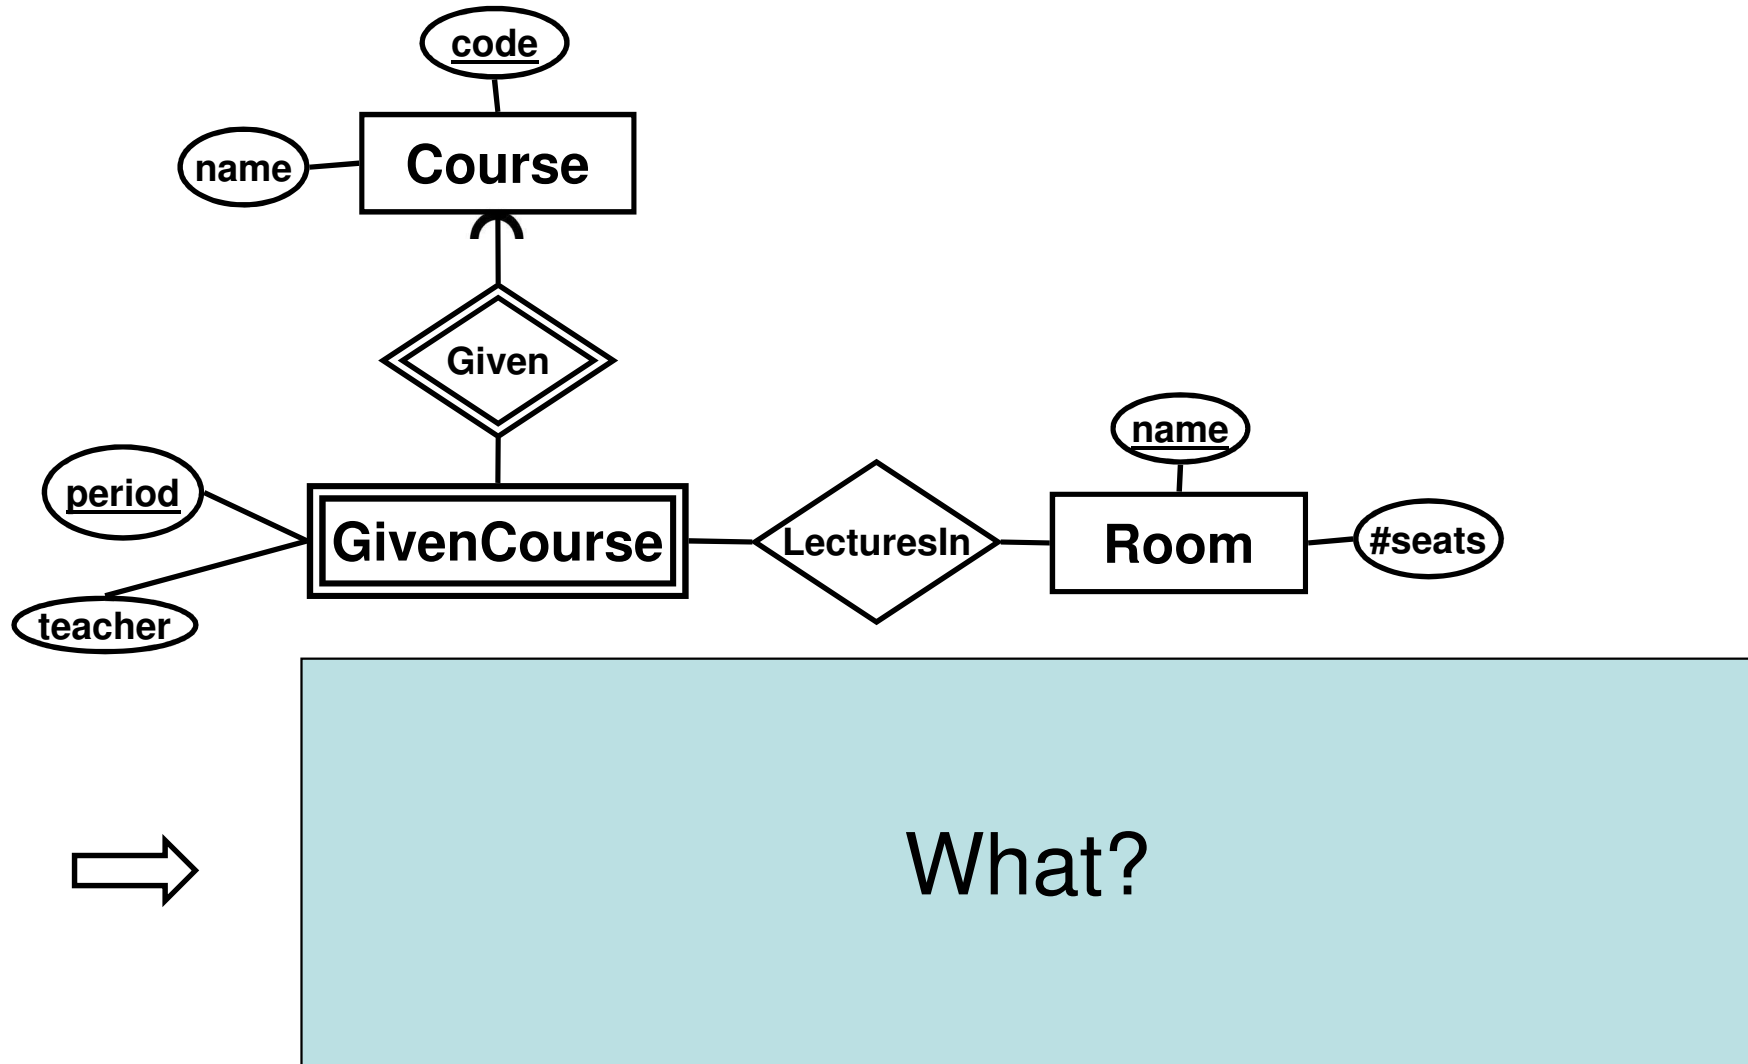 code
name
Course
Given
period
teacher
GivenCourse
LecturesIn
name
Room
#seats
What?